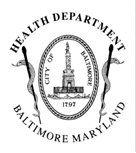 HEALTH DEPARTMENT
CITY OF BALTIMORE
1797
BALTIMORE MARYLAND